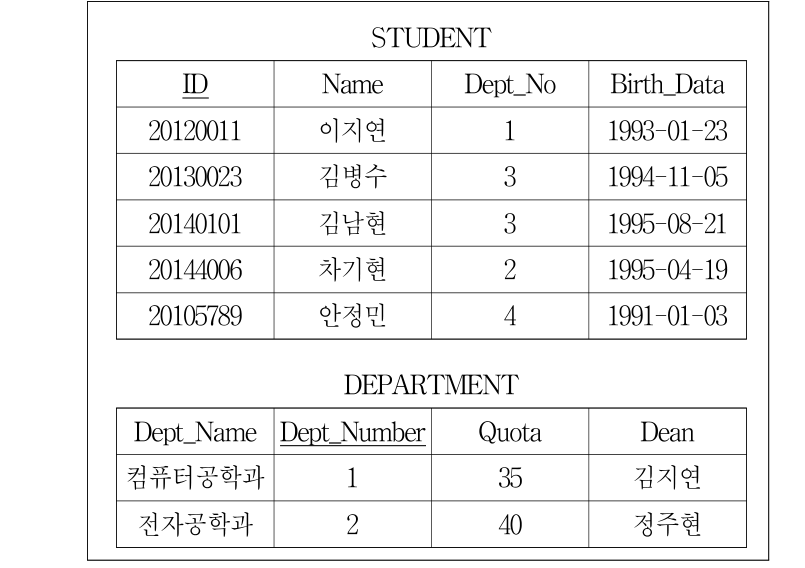 STUDENT
ID Name Dept_No Birth_Data
20120011 이지연 1 1993-01-23
20130023 김병수 3 1994-11-05
20140101 김남현 3 1995-08-21
20144006 차기현 2 1995-04-19
20105789 안정민 4 1991-01-03
DEPARTMENT
Dept_Name Dept_Number Quota Dean
컴퓨터공학과 1 35 김지연
전자공학과 2 40 정주현